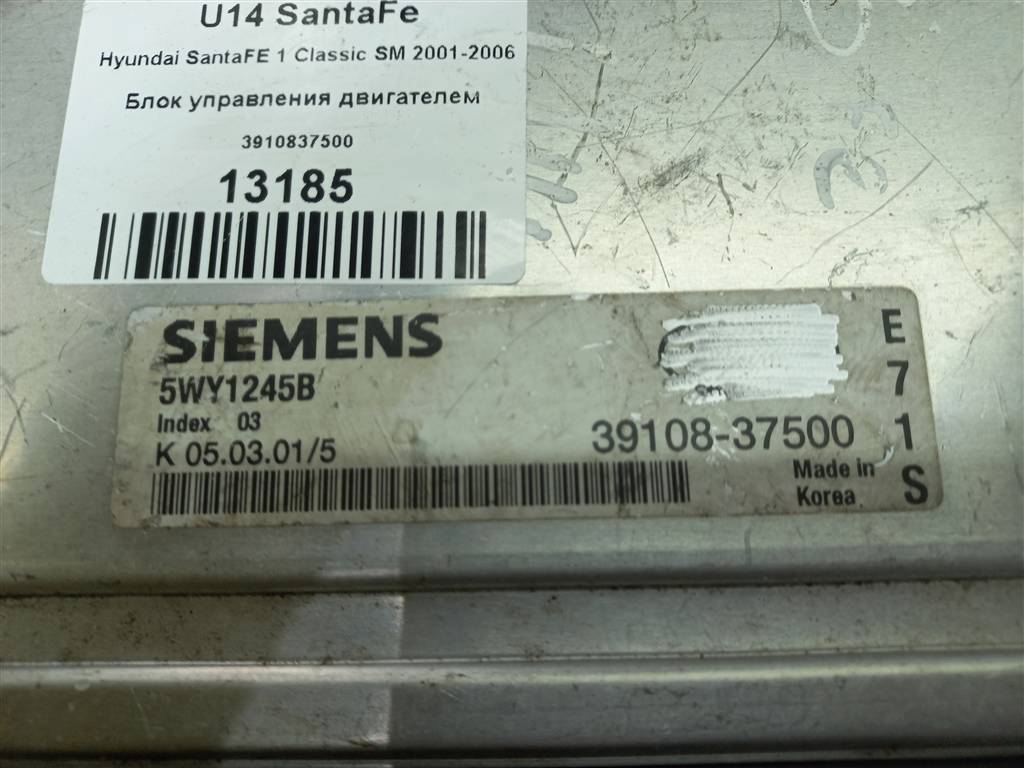 U14 SantaFe
Hyundai SantaFE 1 Classic SM 2001-2006
Блок управления двигателем
3910837500
13185
SIEMENS
5WY1245B
Index 03
K 05.03.01/5
39108-37500
Made in
Korea
E
7
1
S